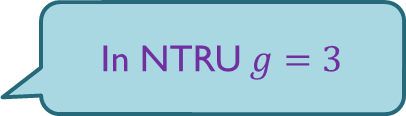 In NTRU 𝑔 = 3